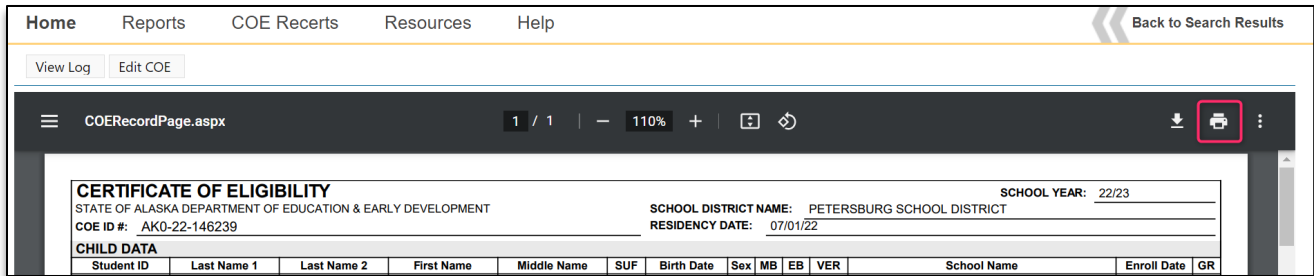 Home Reports COE Recerts Resources Help Back to Search Results
View Log Edit COE
COERecordPage.aspx 1 / 1 | − 110% + |
CERTIFICATE OF ELIGIBILITY SCHOOL YEAR: 22/23
STATE OF ALASKA DEPARTMENT OF EDUCATION & EARLY DEVELOPMENT SCHOOL DISTRICT NAME: PETERSBURG SCHOOL DISTRICT
COE ID #: AK0-22-146239 RESIDENCY DATE: 07/01/22
CHILD DATA
Student ID Last Name 1 Last Name 2 First Name Middle Name SUF Birth Date Sex MB EB VER School Name Enroll Date GR